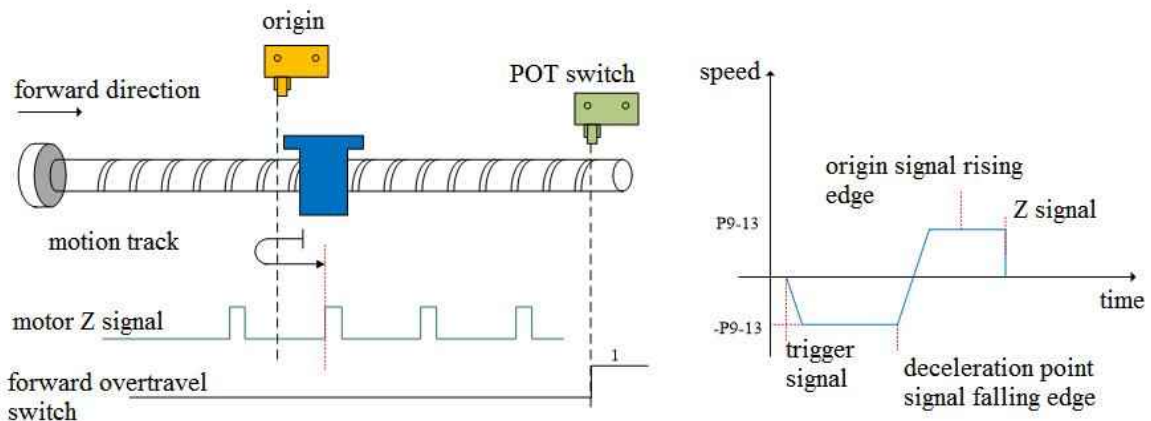 origin
POT switch
forward direction
motion track
motor Z signal
1
forward overtravel
switch
speed
origin signal rising
edge
Z signal
P9-13
time
-P9-13
trigger
signal
deceleration point
signal falling edge